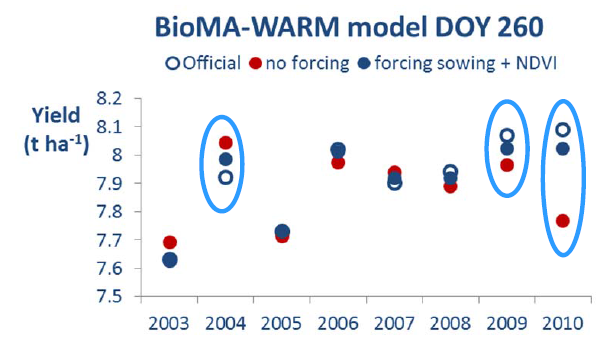 BioMA-WARM model DOY 260
Official no forcing forcing sowing + NDVI
Yield
(t ha-1)
8.2
8.1
8
7.9
7.8
7.7
7.6
7.5
2003 2004 2005 2006 2007 2008 2009 2010